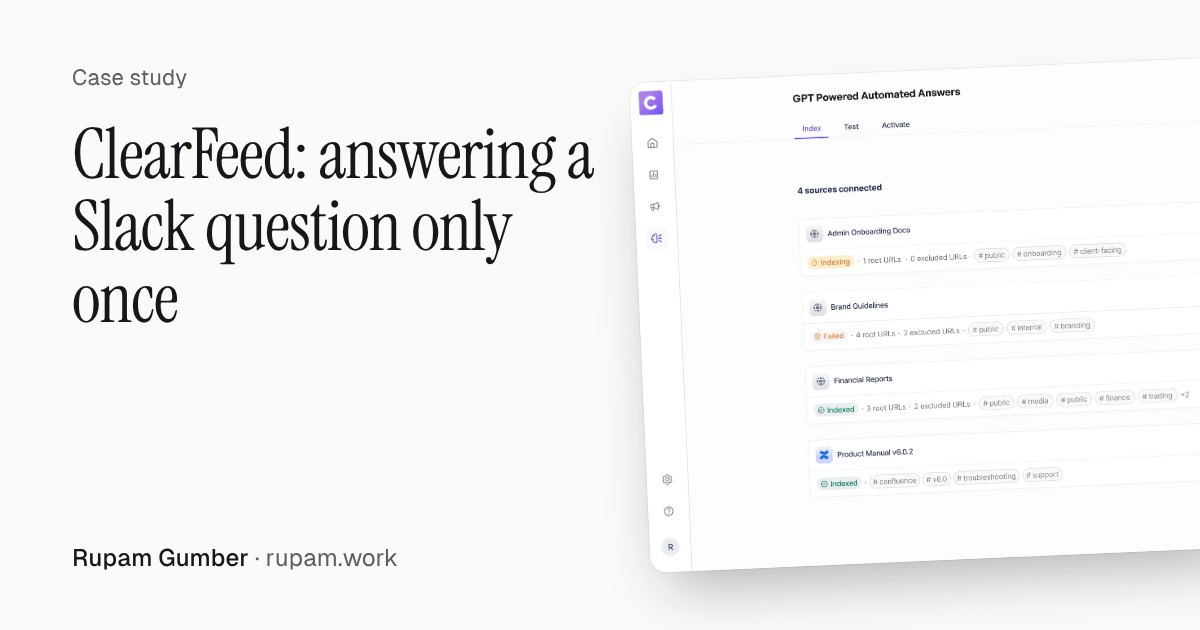 Case study
ClearFeed: answering a
Slack question only
once
Rupam Gumber · rupam.work
C
GPT Powered Automated Answers
Index Test Activate
4 sources connected
Admin Onboarding Docs
Indexing · 1 root URLs · 0 excluded URLs · # public # onboarding # client-facing
Brand Guidelines
Failed · 4 root URLs · 2 excluded URLs · # public # internal # branding
Financial Reports
Indexed · 3 root URLs · 2 excluded URLs · # public # media # public # finance # trading +2
Product Manual v6.0.2
Indexed · # confluence # v6.0 # troubleshooting # support
R